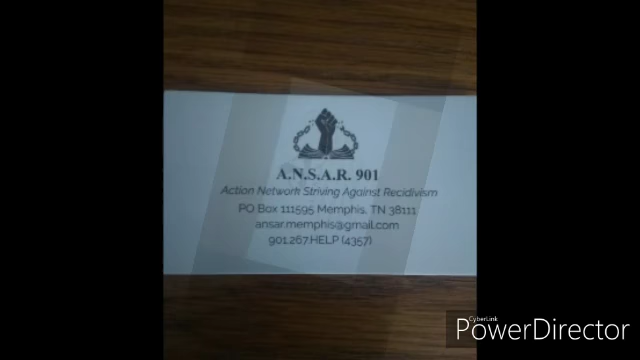 A.N.S.A.R. 901
Action Network Striving Against Recidivism
PO Box 111595 Memphis, TN 38111
ansar.memphis@gmail.com
901.267.HELP (4357)
CyberLink
PowerDirector